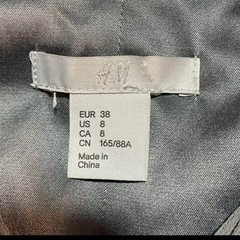 H&M
EUR 38
US 8
CA 8
CN 165/88A
Made in
China